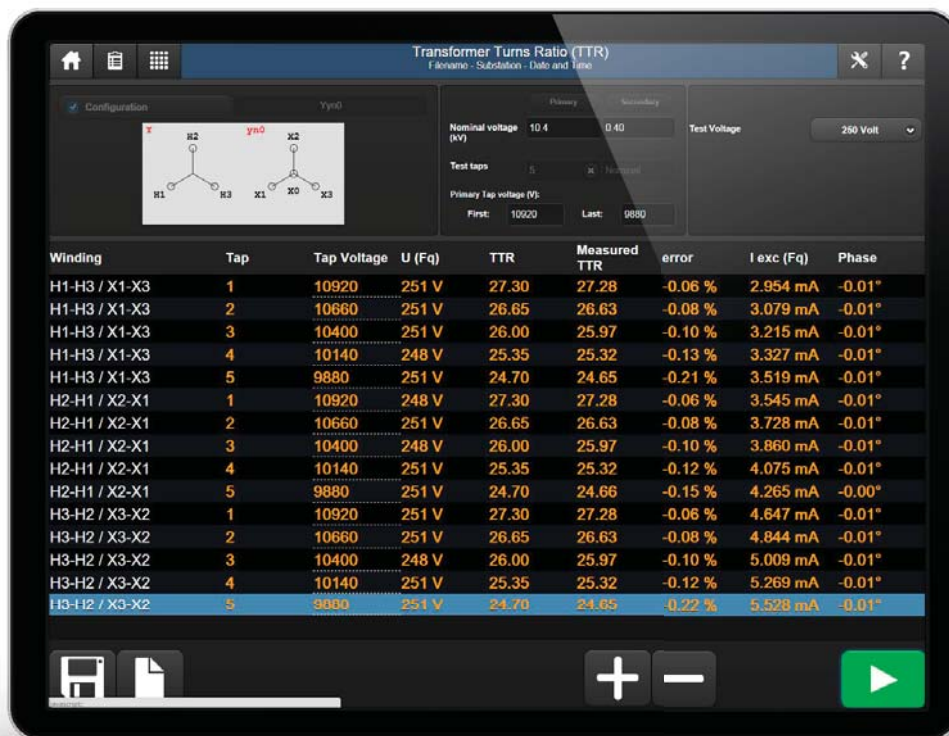 Transformer Turns Ratio (TTR)
Filename - Substation - Date and Time
?
Configuration
Yyn0
Y
yn0
H2
X2
H1
H3
X1
X0
X3
Primary
Secondary
Nominal voltage (kV)
10.4
0.40
Test taps
5
Nominal
Primary Tap voltage (V):
First:
10920
Last:
9880
Test Voltage
250 Volt
Winding Tap Tap Voltage U (Fq) TTR Measured TTR error I exc (Fq) Phase
H1-H3 / X1-X3 1 10920 251 V 27.30 27.28 -0.06 % 2.954 mA -0.01°
H1-H3 / X1-X3 2 10660 251 V 26.65 26.63 -0.08 % 3.079 mA -0.01°
H1-H3 / X1-X3 3 10400 251 V 26.00 25.97 -0.10 % 3.215 mA -0.01°
H1-H3 / X1-X3 4 10140 248 V 25.35 25.32 -0.13 % 3.327 mA -0.01°
H1-H3 / X1-X3 5 9880 251 V 24.70 24.65 -0.21 % 3.519 mA -0.01°
H2-H1 / X2-X1 1 10920 248 V 27.30 27.28 -0.06 % 3.545 mA -0.01°
H2-H1 / X2-X1 2 10660 251 V 26.65 26.63 -0.08 % 3.728 mA -0.01°
H2-H1 / X2-X1 3 10400 248 V 26.00 25.97 -0.10 % 3.860 mA -0.01°
H2-H1 / X2-X1 4 10140 251 V 25.35 25.32 -0.12 % 4.075 mA -0.01°
H2-H1 / X2-X1 5 9880 251 V 24.70 24.66 -0.15 % 4.265 mA -0.00°
H3-H2 / X3-X2 1 10920 251 V 27.30 27.28 -0.06 % 4.647 mA -0.01°
H3-H2 / X3-X2 2 10660 251 V 26.65 26.63 -0.08 % 4.844 mA -0.01°
H3-H2 / X3-X2 3 10400 248 V 26.00 25.97 -0.10 % 5.009 mA -0.01°
H3-H2 / X3-X2 4 10140 251 V 25.35 25.32 -0.12 % 5.269 mA -0.01°
H3-H2 / X3-X2 5 9880 251 V 24.70 24.65 -0.22 % 5.528 mA -0.01°